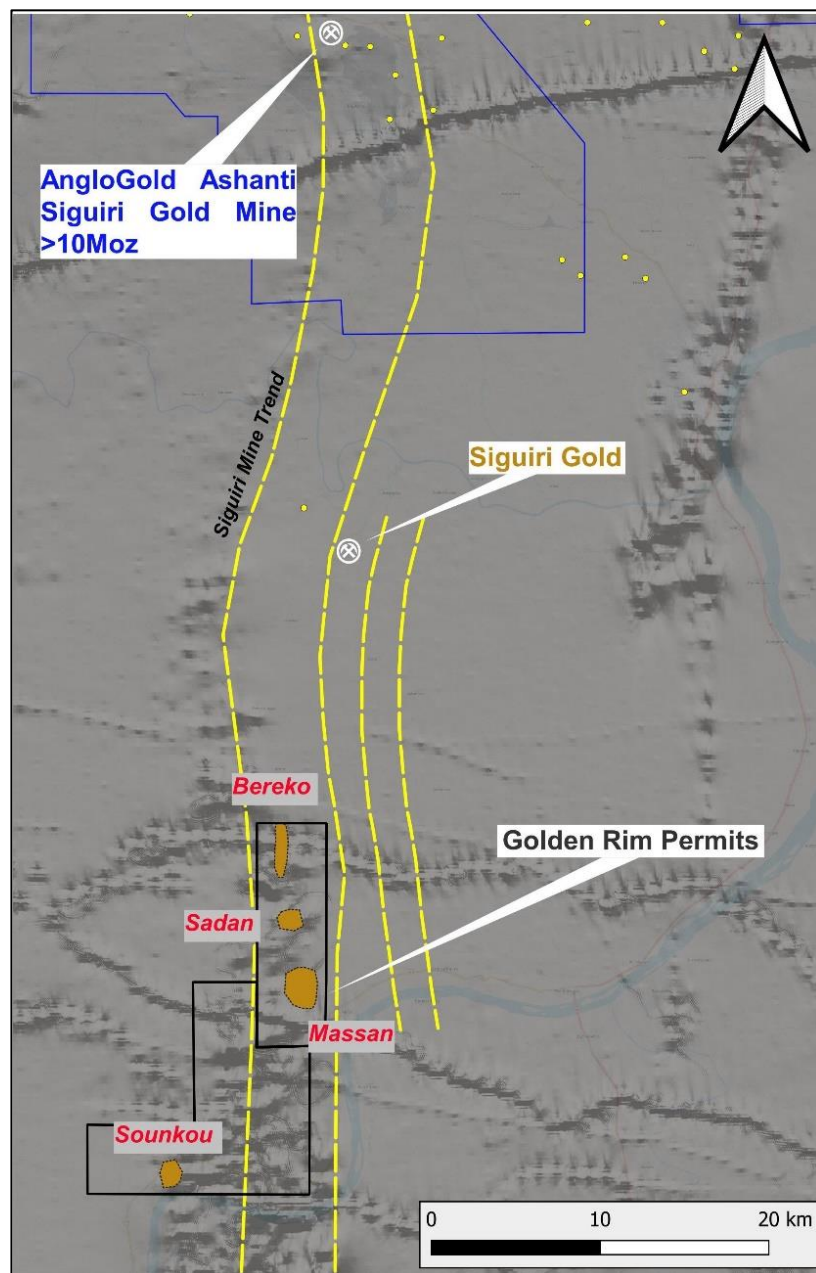 AngloGold Ashanti
Siguiri Gold Mine
>10Moz
Siguiri Mine Trend
Siguiri Gold
Bereko
Golden Rim Permits
Sadan
Massan
Sounkou
0 10 20 km